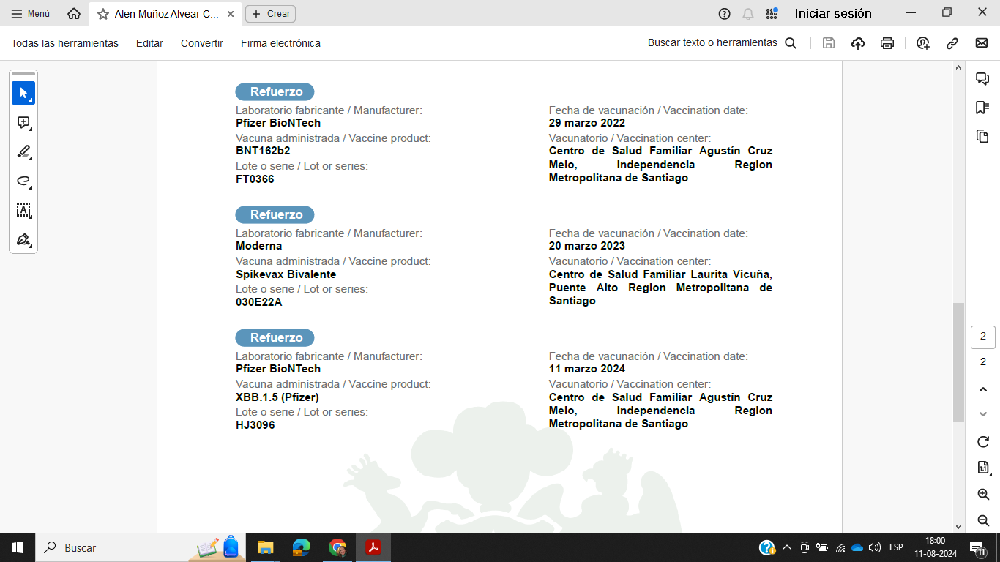 Menú
Alen Muñoz Alvear C...
Crear
Iniciar sesión
Todas las herramientas
Editar
Convertir
Firma electrónica
Buscar texto o herramientas
Refuerzo
Laboratorio fabricante / Manufacturer:
Pfizer BioNTech
Vacuna administrada / Vaccine product:
BNT162b2
Lote o serie / Lot or series:
FT0366
Fecha de vacunación / Vaccination date:
29 marzo 2022
Vacunatorio / Vaccination center:
Centro de Salud Familiar Agustín Cruz
Melo, Independencia Region
Metropolitana de Santiago
Refuerzo
Laboratorio fabricante / Manufacturer:
Moderna
Vacuna administrada / Vaccine product:
Spikevax Bivalente
Lote o serie / Lot or series:
030E22A
Fecha de vacunación / Vaccination date:
20 marzo 2023
Vacunatorio / Vaccination center:
Centro de Salud Familiar Laurita Vicuña,
Puente Alto Region Metropolitana de
Santiago
Refuerzo
Laboratorio fabricante / Manufacturer:
Pfizer BioNTech
Vacuna administrada / Vaccine product:
XBB.1.5 (Pfizer)
Lote o serie / Lot or series:
HJ3096
Fecha de vacunación / Vaccination date:
11 marzo 2024
Vacunatorio / Vaccination center:
Centro de Salud Familiar Agustín Cruz
Melo, Independencia Region
Metropolitana de Santiago
2
2
1:1
Buscar
ESP
18:00
11-08-2024
11